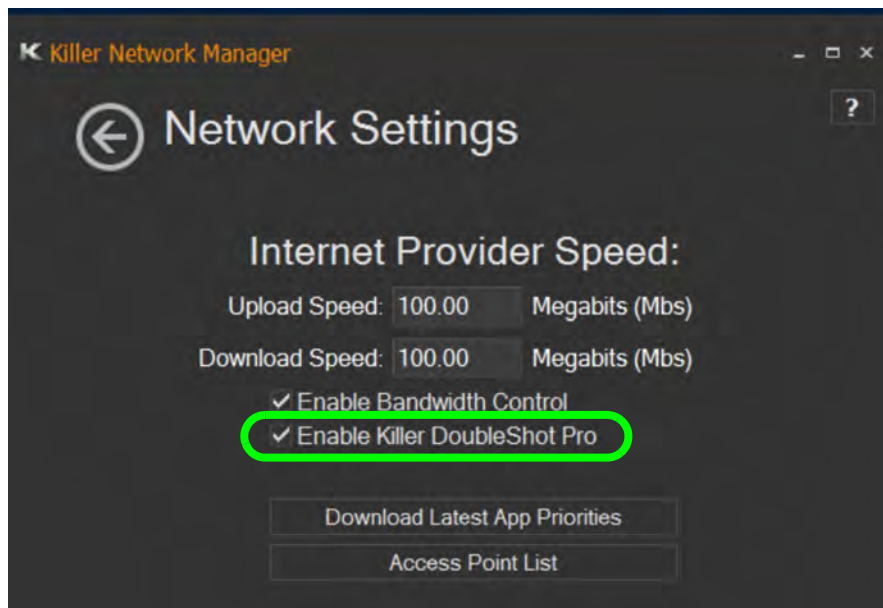 Killer Network Manager
?
Network Settings
Internet Provider Speed:
Upload Speed: 100.00 Megabits (Mbs)
Download Speed: 100.00 Megabits (Mbs)
Enable Bandwidth Control
Enable Killer DoubleShot Pro
Download Latest App Priorities
Access Point List